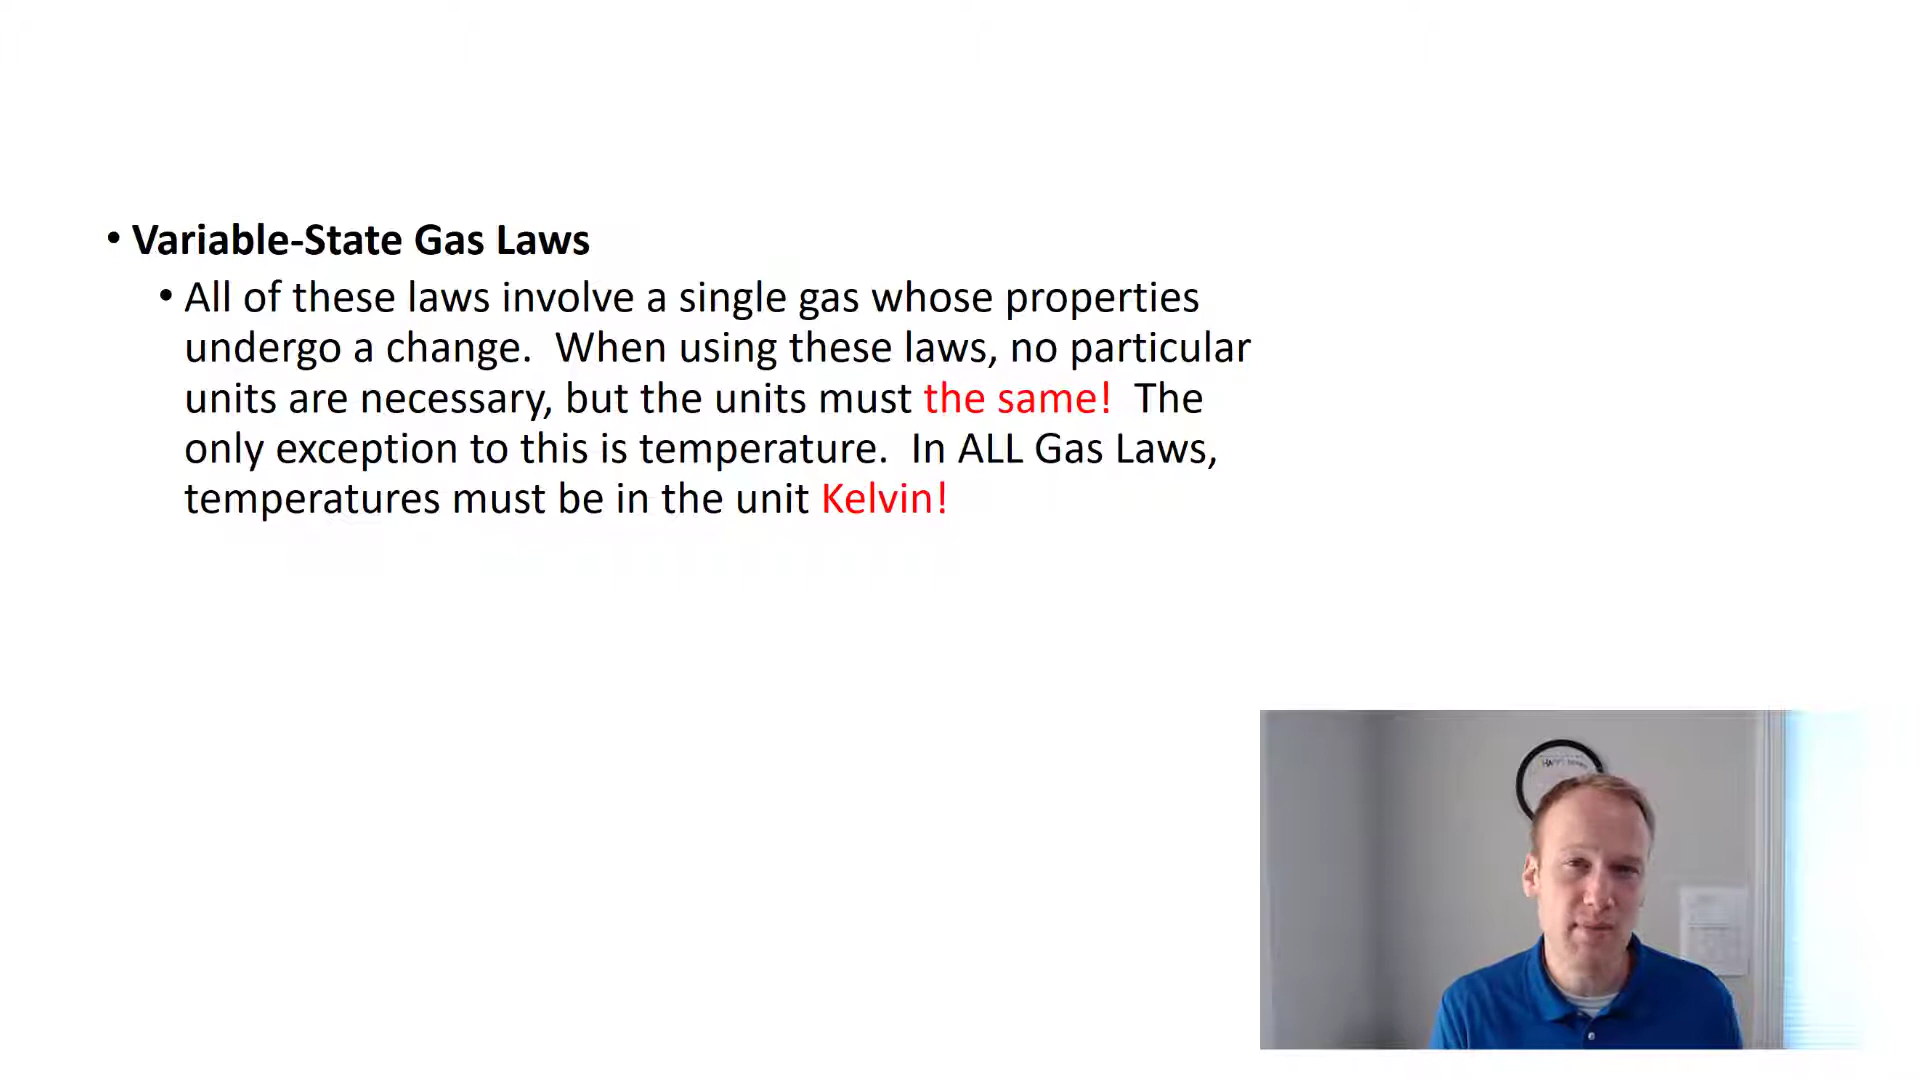 • Variable-State Gas Laws
• All of these laws involve a single gas whose properties
undergo a change.  When using these laws, no particular
units are necessary, but the units must the same!  The
only exception to this is temperature.  In ALL Gas Laws,
temperatures must be in the unit Kelvin!